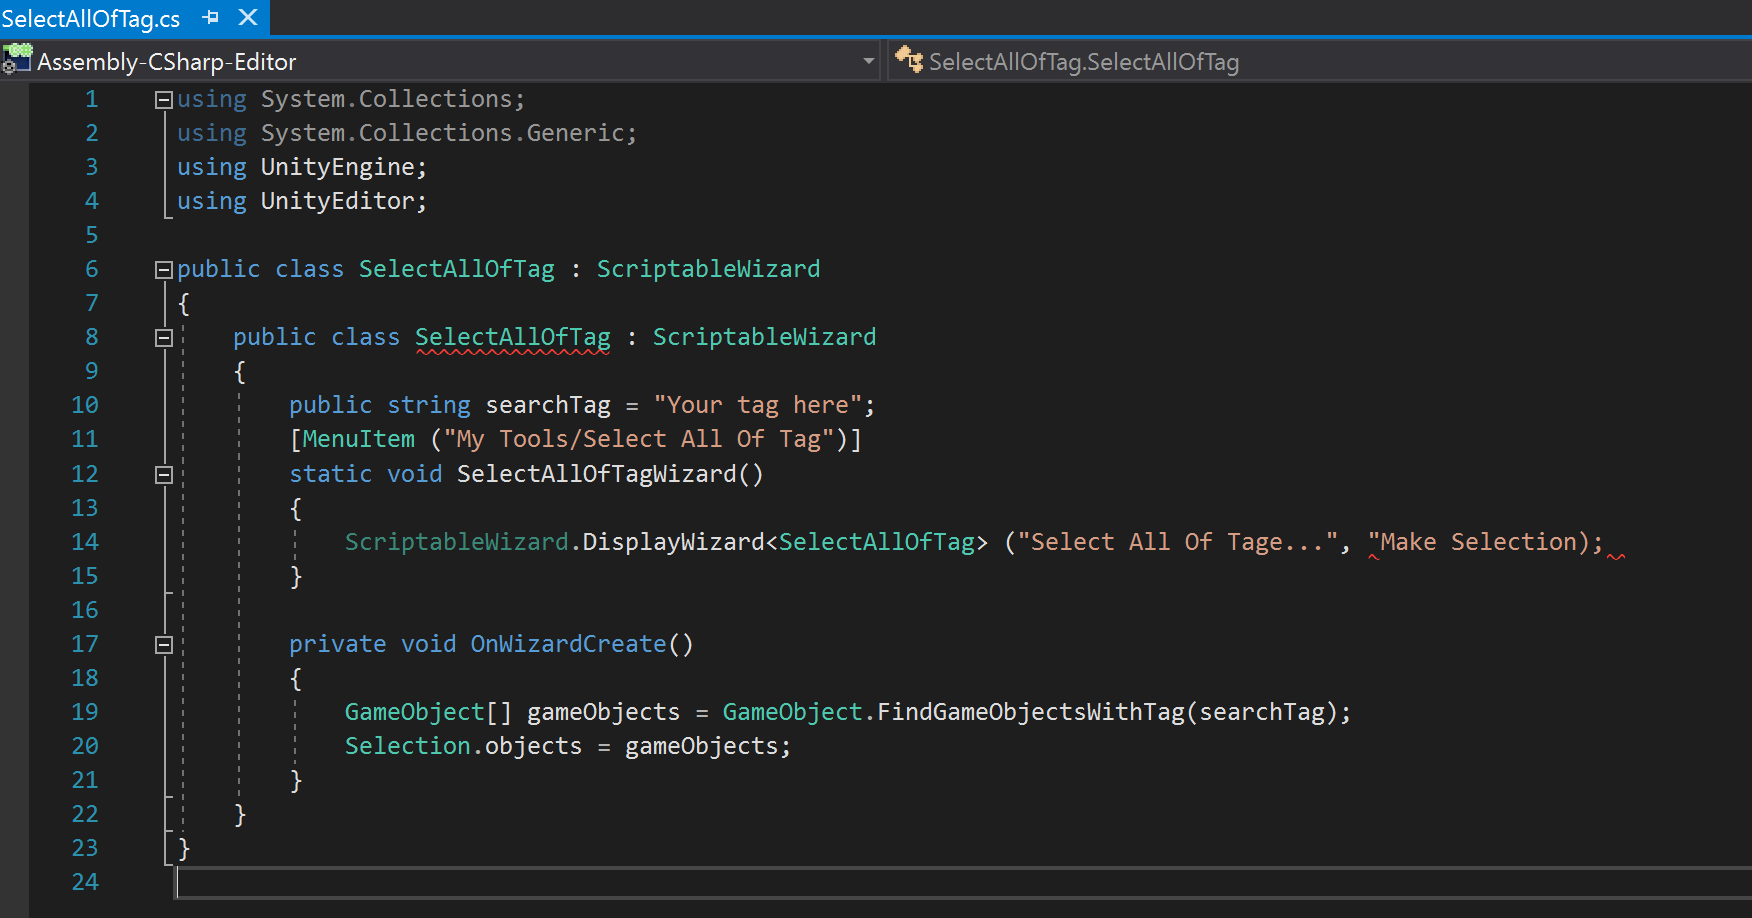 SelectAllOfTag.cs
Assembly-CSharp-Editor
SelectAllOfTag.SelectAllOfTag
1 using System.Collections;
2 using System.Collections.Generic;
3 using UnityEngine;
4 using UnityEditor;
5
6 public class SelectAllOfTag : ScriptableWizard
7 {
8 public class SelectAllOfTag : ScriptableWizard
9 {
10 public string searchTag = "Your tag here";
11 [MenuItem ("My Tools/Select All Of Tag")]
12 static void SelectAllOfTagWizard()
13 {
14 ScriptableWizard.DisplayWizard<SelectAllOfTag> ("Select All Of Tage...", "Make Selection);
15 }
16
17 private void OnWizardCreate()
18 {
19 GameObject[] gameObjects = GameObject.FindGameObjectsWithTag(searchTag);
20 Selection.objects = gameObjects;
21 }
22 }
23 }
24